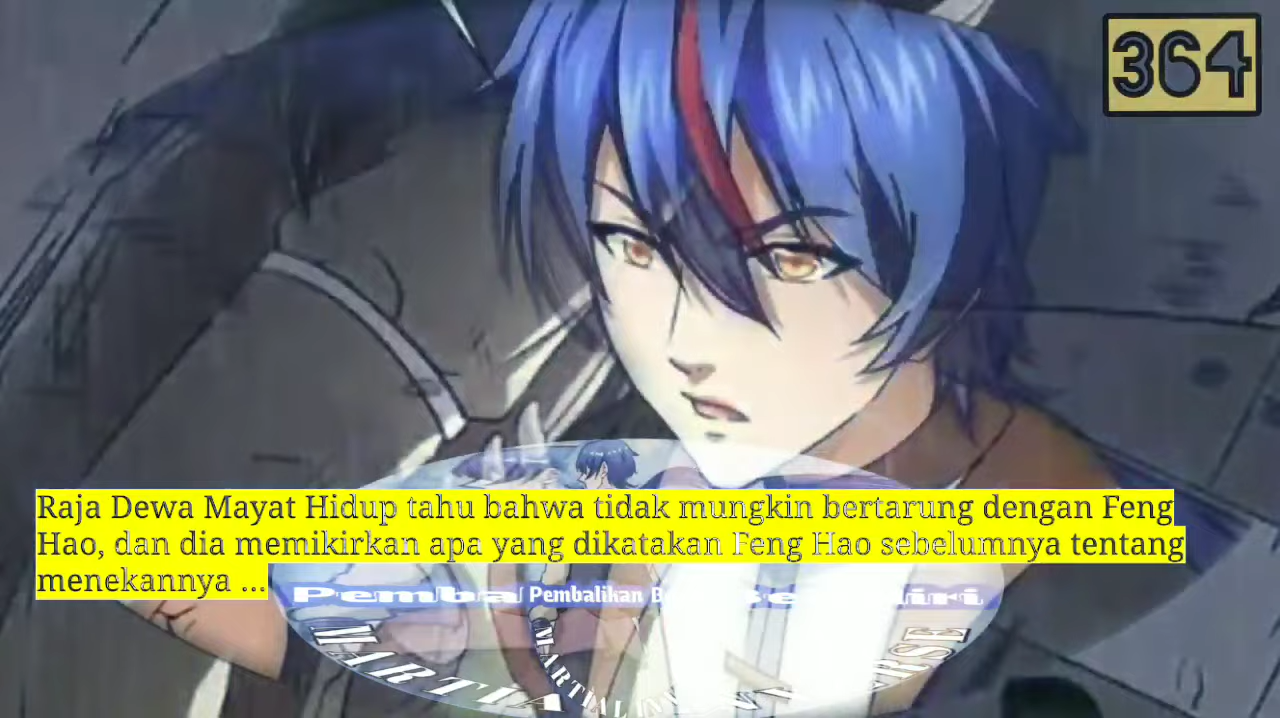 364
Raja Dewa Mayat Hidup tahu bahwa tidak mungkin bertarung dengan Feng
Hao, dan dia memikirkan apa yang dikatakan Feng Hao sebelumnya tentang
menekannya ...
Pembalikan
MARTIAL